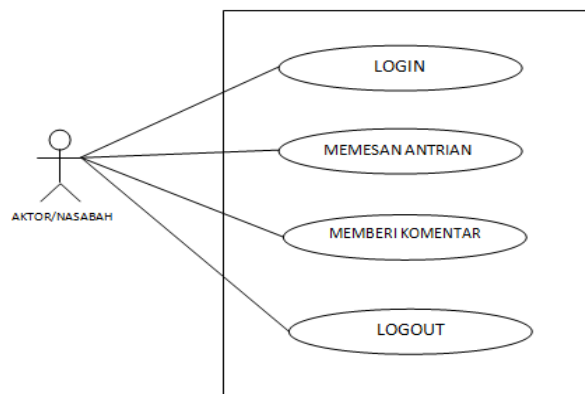 LOGIN
MEMESAN ANTRIAN
AKTOR/NASABAH
MEMBERI KOMENTAR
LOGOUT